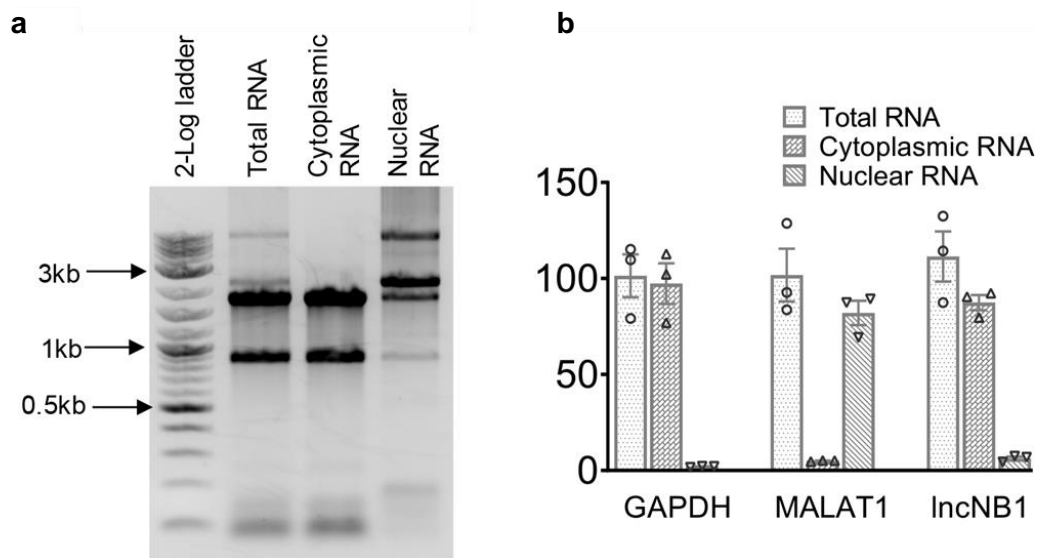 a
2-Log ladder
Total RNA
Cytoplasmic
RNA
Nuclear
RNA
3kb
1kb
0.5kb
b
Total RNA
Cytoplasmic RNA
Nuclear RNA
150
100
50
0
GAPDH
MALAT1
lncNB1